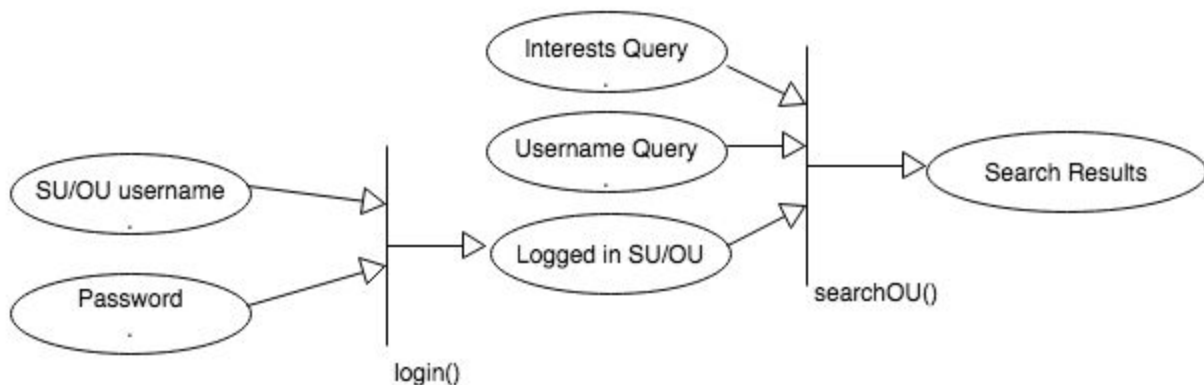 Interests Query
.
Username Query
.
SU/OU username
.
Search Results
Logged in SU/OU
Password
.
searchOU()
login()